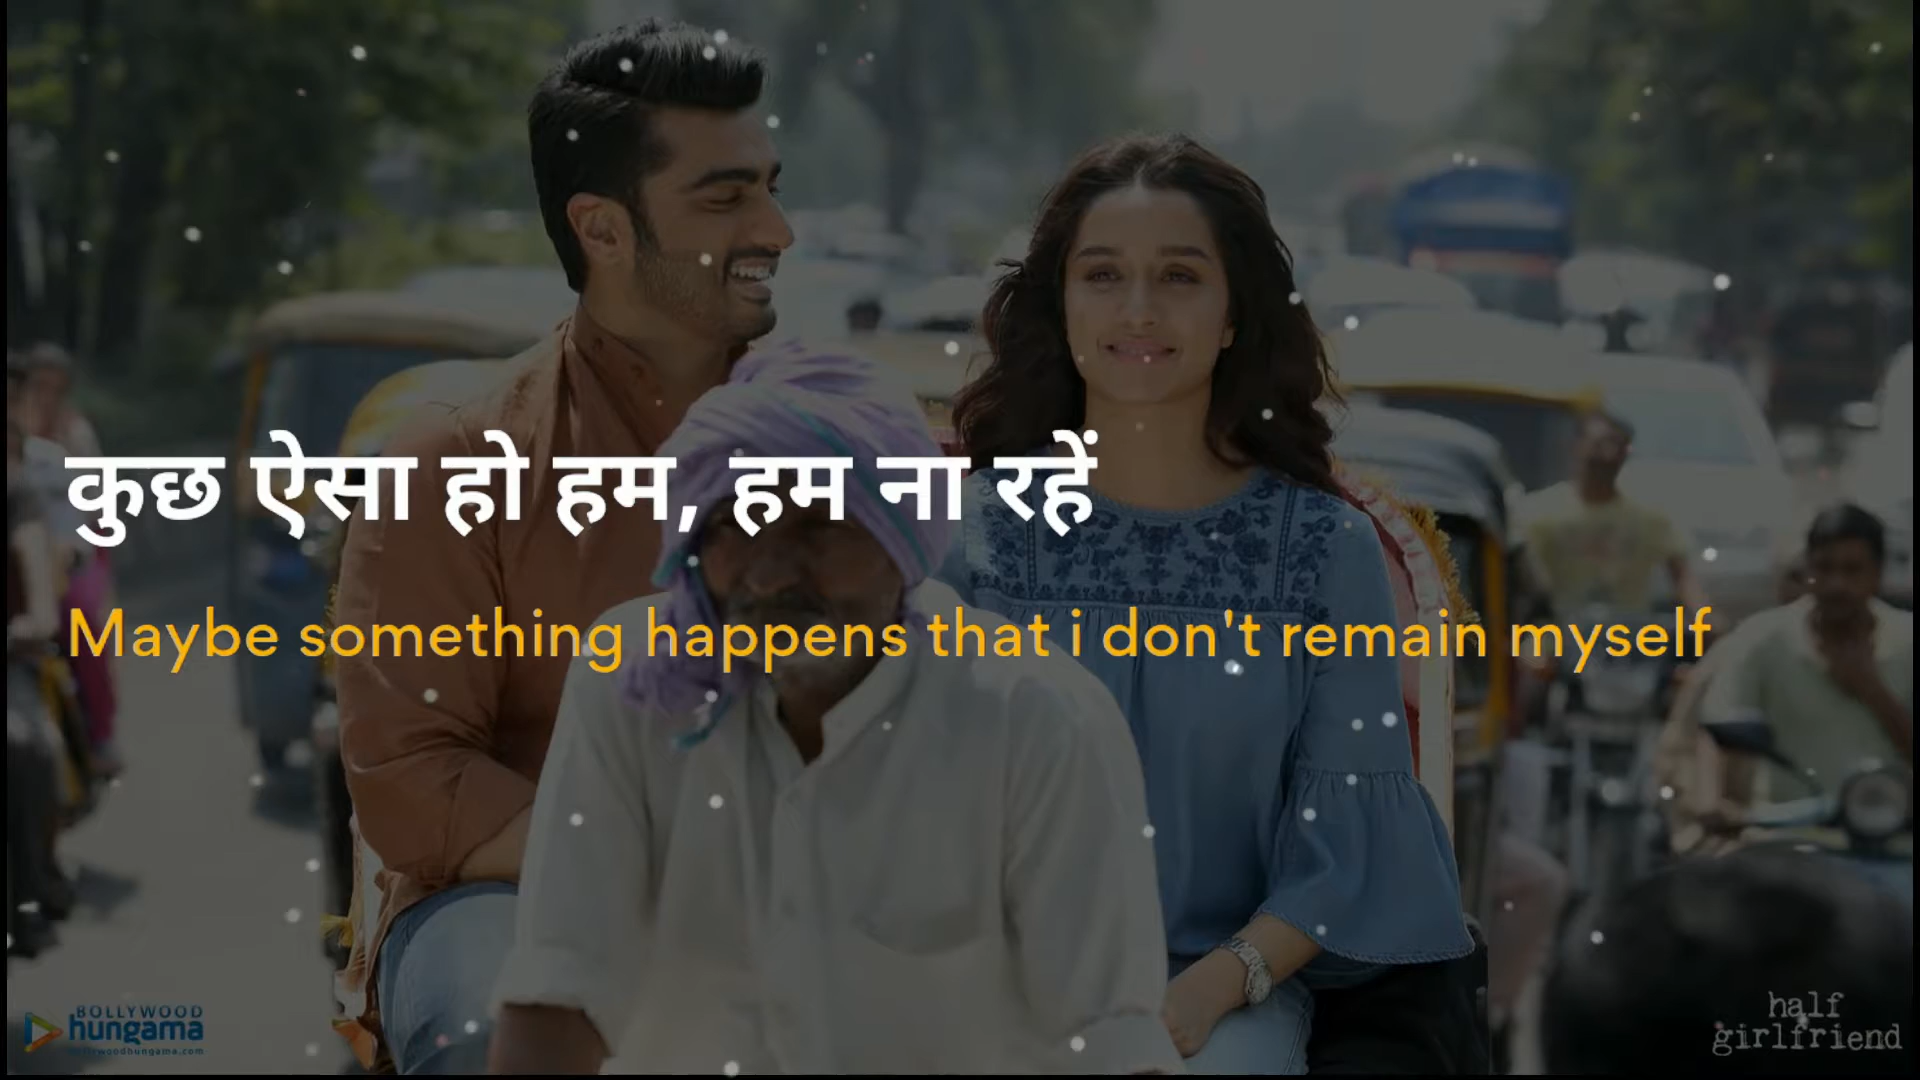 कुछ ऐसा हो हम, हम ना रहें
Maybe something happens that i don't remain myself
BOLLYWOOD
hungama
half
girlfriend